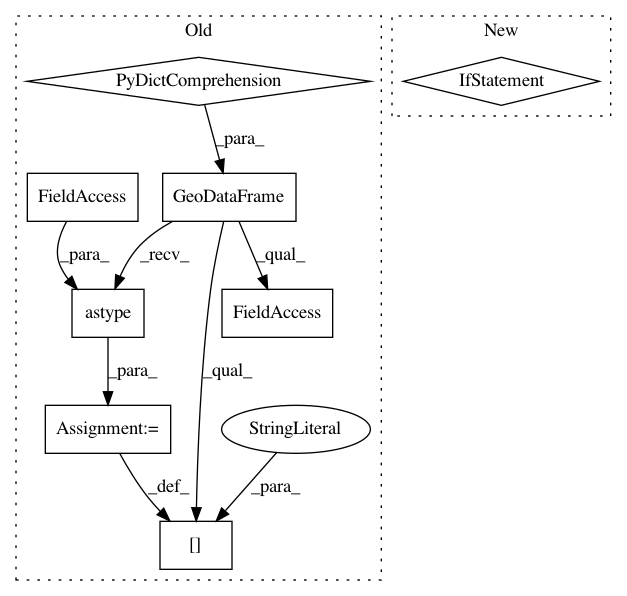 Old
New
PyDictComprehension
IfStatement
_para_
FieldAccess
GeoDataFrame
_para_
_recv_
_qual_
astype
FieldAccess
_para_
_qual_
Assignment:=
StringLiteral
_def_
_para_
[]